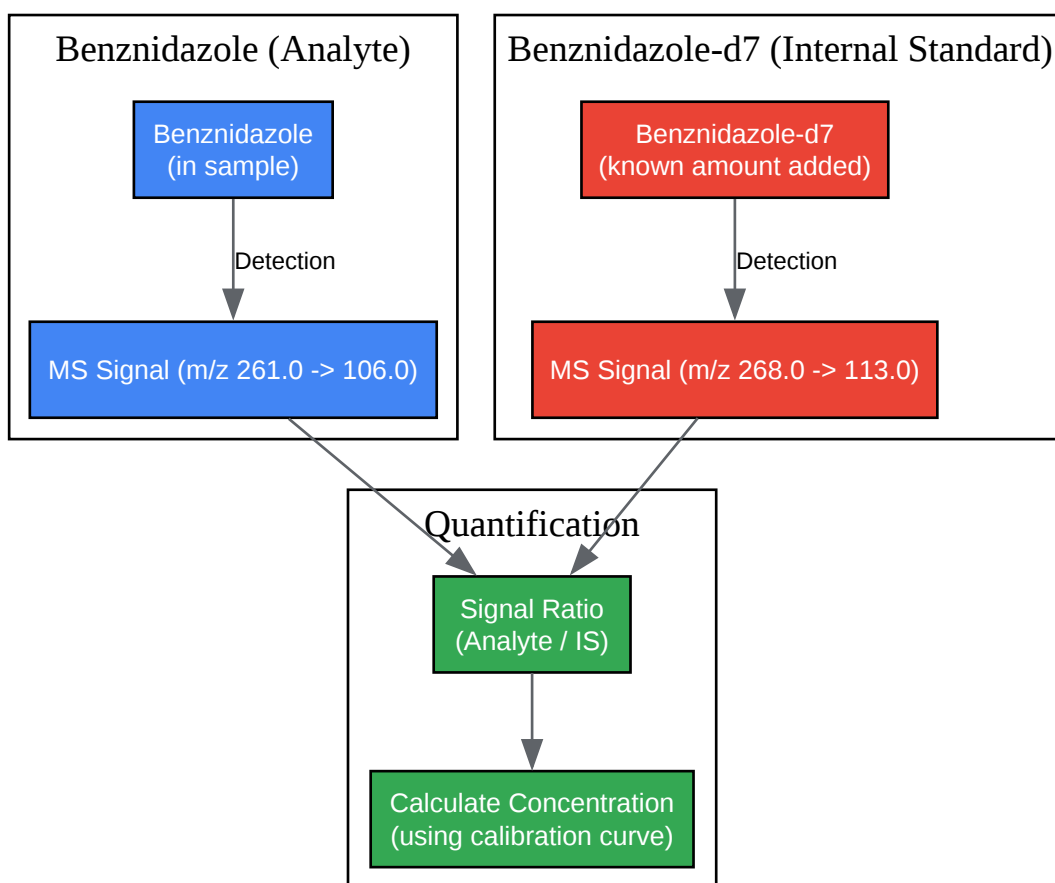 Benznidazole (Analyte)
Benznidazole
(in sample)
Detection
MS Signal (m/z 261.0 -> 106.0)
Benznidazole-d7 (Internal Standard)
Benznidazole-d7
(known amount added)
Detection
MS Signal (m/z 268.0 -> 113.0)
Quantification
Signal Ratio
(Analyte / IS)
Calculate Concentration
(using calibration curve)